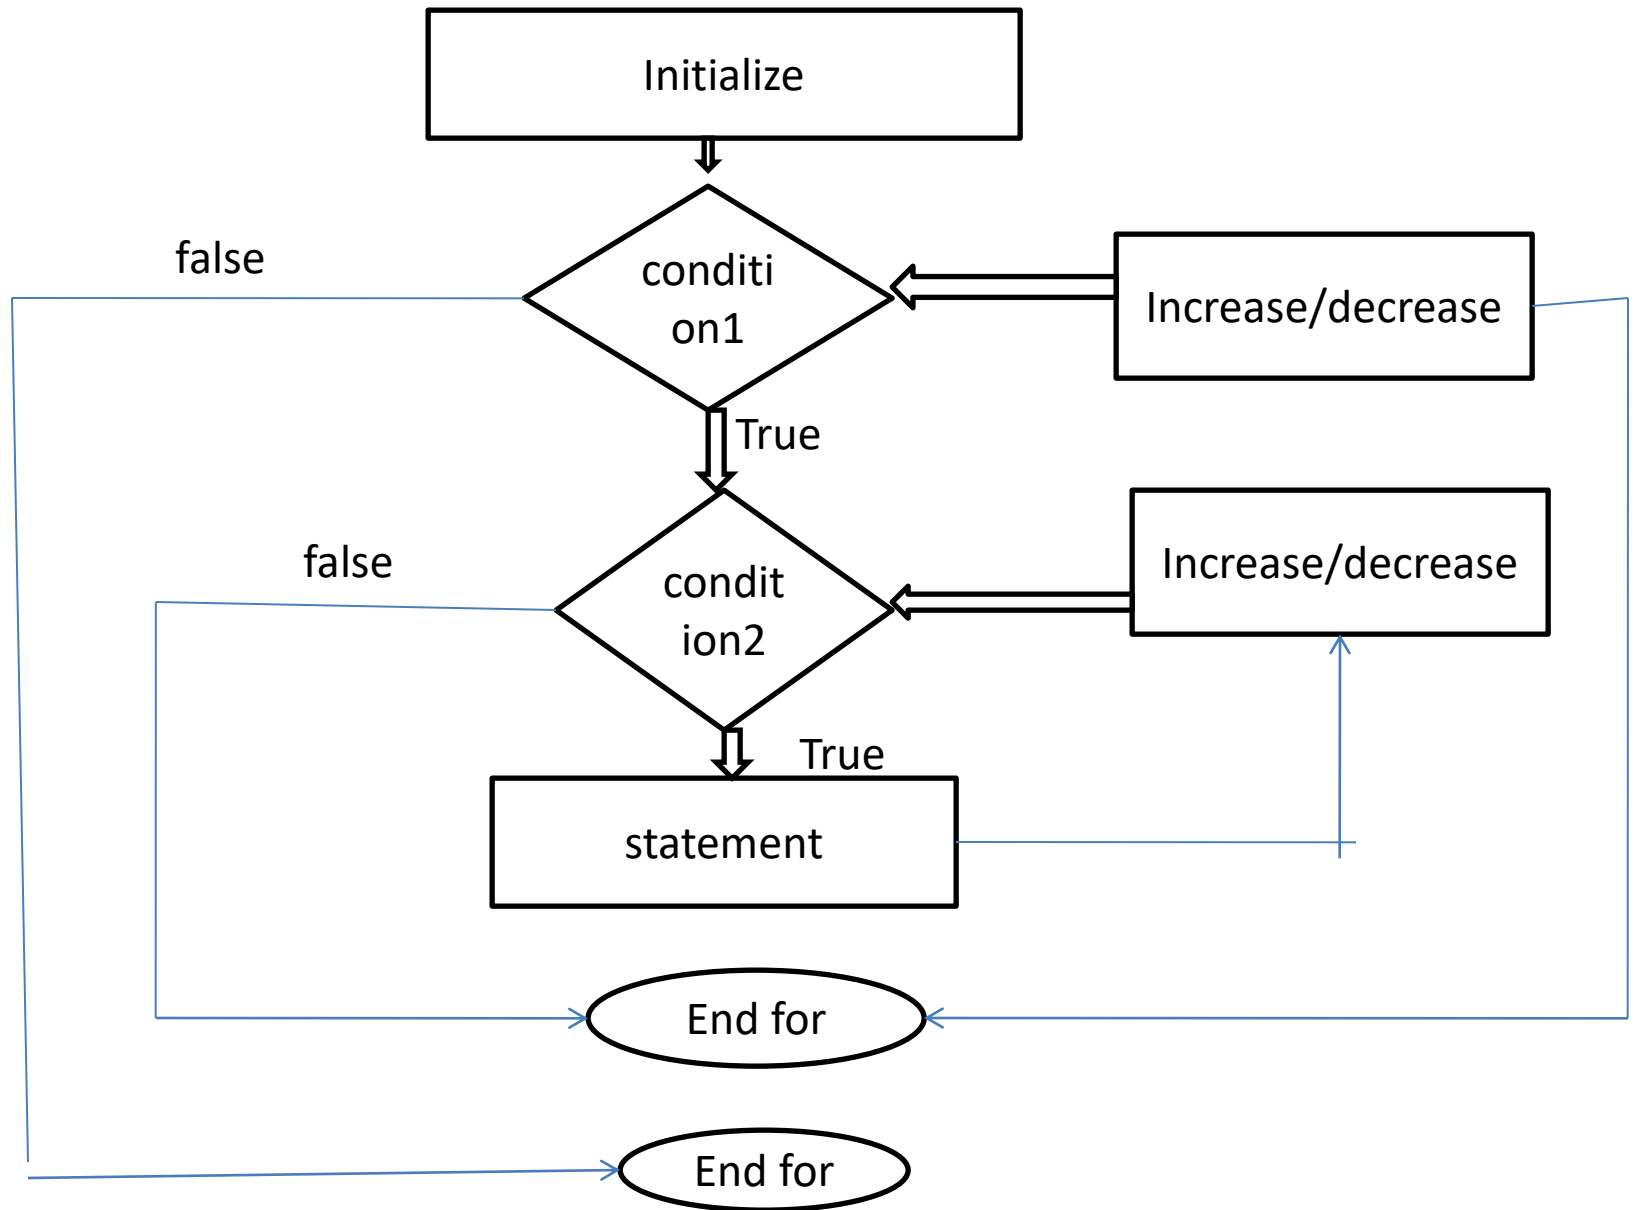 Initialize
false
conditi
on1
Increase/decrease
True
false
condit
ion2
Increase/decrease
True
statement
End for
End for